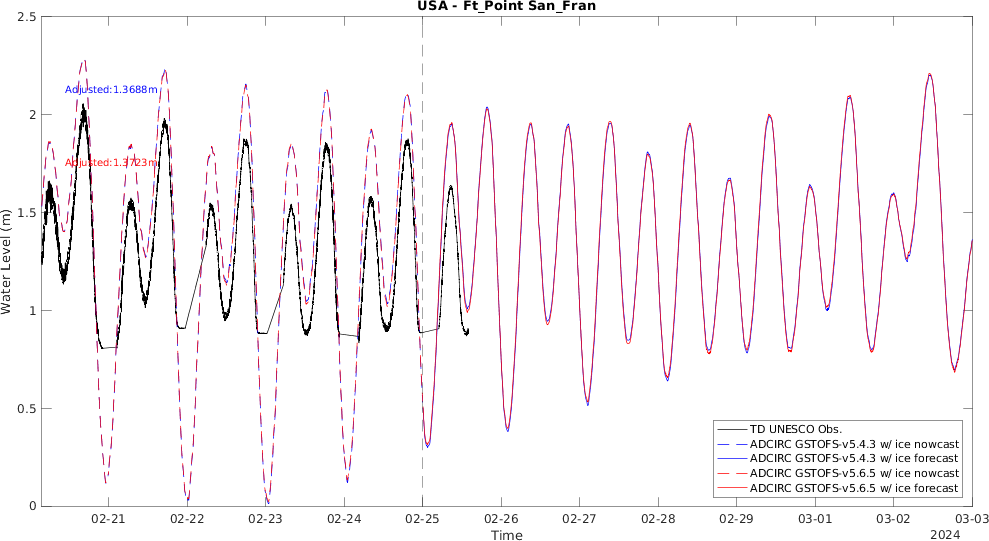 USA - Ft_Point San_Fran
2.5
2
1.5
1
0.5
0
Water Level (m)
Adjusted:1.3688m
Adjusted:1.3723m
02-21
02-22
02-23
02-24
02-25
02-26
02-27
02-28
02-29
03-01
03-02
03-03
2024
Time
TD UNESCO Obs.
ADCIRC GSTOFS-v5.4.3 w/ ice nowcast
ADCIRC GSTOFS-v5.4.3 w/ ice forecast
ADCIRC GSTOFS-v5.6.5 w/ ice nowcast
ADCIRC GSTOFS-v5.6.5 w/ ice forecast